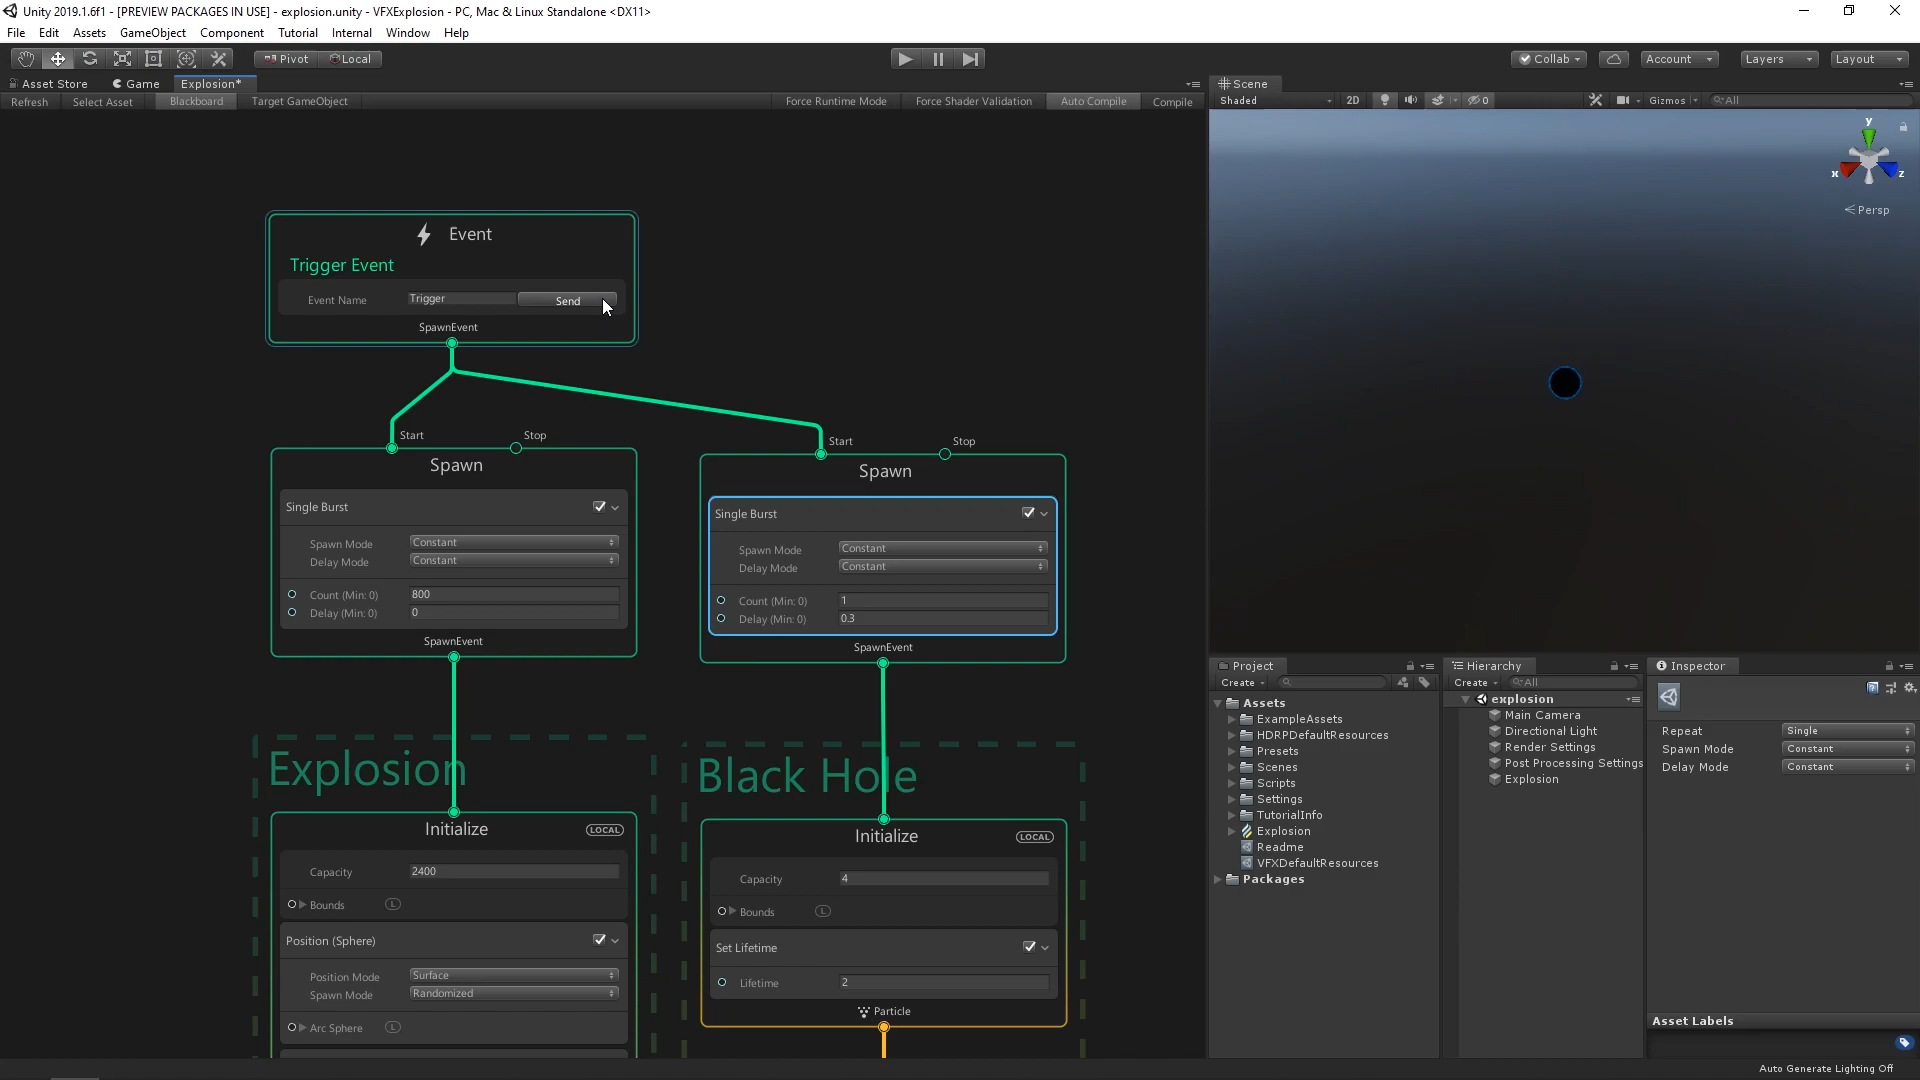 Unity 2019.1.6f1 - [PREVIEW PACKAGES IN USE] - explosion.unity - VFXExplosion - PC, Mac & Linux Standalone <DX11>
File Edit Assets GameObject Component Tutorial Internal Window Help
Pivot Local Collab Account Layers Layout
Asset Store Game Explosion* Scene
Refresh Select Asset Blackboard Target GameObject Force Runtime Mode Force Shader Validation Auto Compile Compile
Shaded 2D 0 Gizmos All
y
x z
Persp
Event
Trigger Event
Event Name Trigger Send
SpawnEvent
Start Stop
Spawn
Single Burst
Spawn Mode Constant
Delay Mode Constant
Count (Min: 0) 800
Delay (Min: 0) 0
SpawnEvent
Start Stop
Spawn
Single Burst
Spawn Mode Constant
Delay Mode Constant
Count (Min: 0) 1
Delay (Min: 0) 0.3
SpawnEvent
Explosion
Initialize LOCAL
Capacity 2400
Bounds L
Position (Sphere)
Position Mode Surface
Spawn Mode Randomized
Arc Sphere L
Black Hole
Initialize LOCAL
Capacity 4
Bounds L
Set Lifetime
Lifetime 2
Particle
Project
Create
Assets
ExampleAssets
HDRPDefaultResources
Presets
Scenes
Scripts
Settings
TutorialInfo
Explosion
Readme
VFXDefaultResources
Packages
Hierarchy
Create All
explosion
Main Camera
Directional Light
Render Settings
Post Processing Settings
Explosion
Inspector
Repeat Single
Spawn Mode Constant
Delay Mode Constant
Asset Labels
Auto Generate Lighting Off